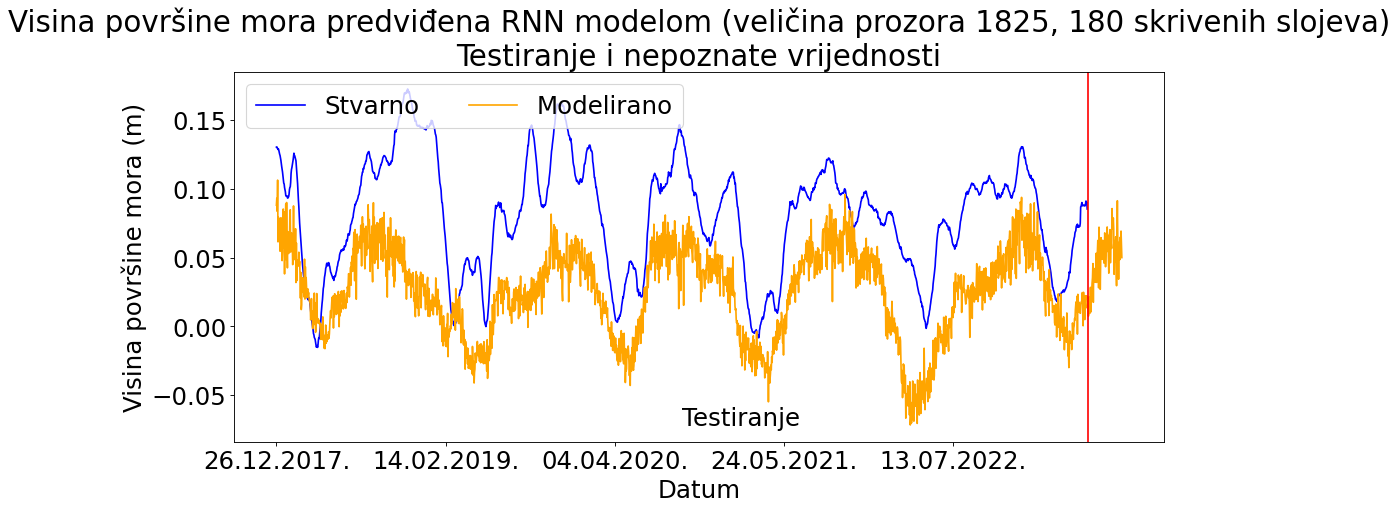 Visina površine mora predviđena RNN modelom (veličina prozora 1825, 180 skrivenih slojeva)
Testiranje i nepoznate vrijednosti
Stvarno Modelirano
Visina površine mora (m)
0.15
0.10
0.05
0.00
−0.05
Testiranje
26.12.2017. 14.02.2019. 04.04.2020. 24.05.2021. 13.07.2022.
Datum